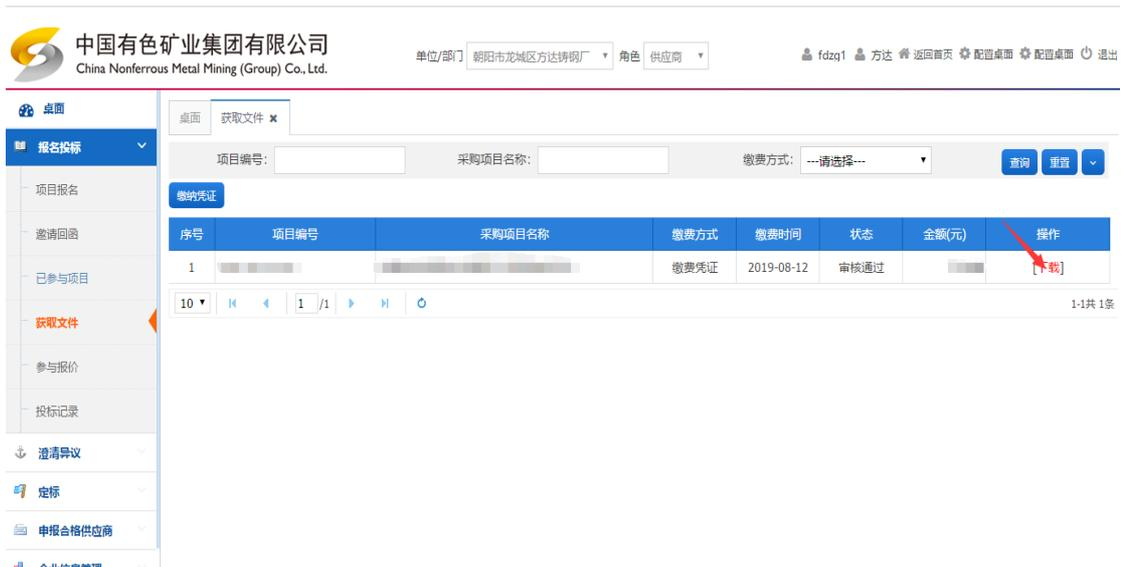 中国有色矿业集团有限公司
China Nonferrous Metal Mining (Group) Co., Ltd.
单位/部门 朝阳市龙城区方达铸钢厂 角色 供应商
fdzg1 方达 返回首页 配置桌面 配置桌面 退出
桌面
报名投标
项目报名
邀请回函
已参与项目
获取文件
参与报价
投标记录
澄清异议
定标
申报合格供应商
企业信息管理
桌面 获取文件 ×
项目编号： 采购项目名称： 缴费方式： ---请选择--- 查询 重置
缴纳凭证
序号 项目编号 采购项目名称 缴费方式 缴费时间 状态 金额(元) 操作
1 缴费凭证 2019-08-12 审核通过 [下载]
10 1 /1 1-1共 1条